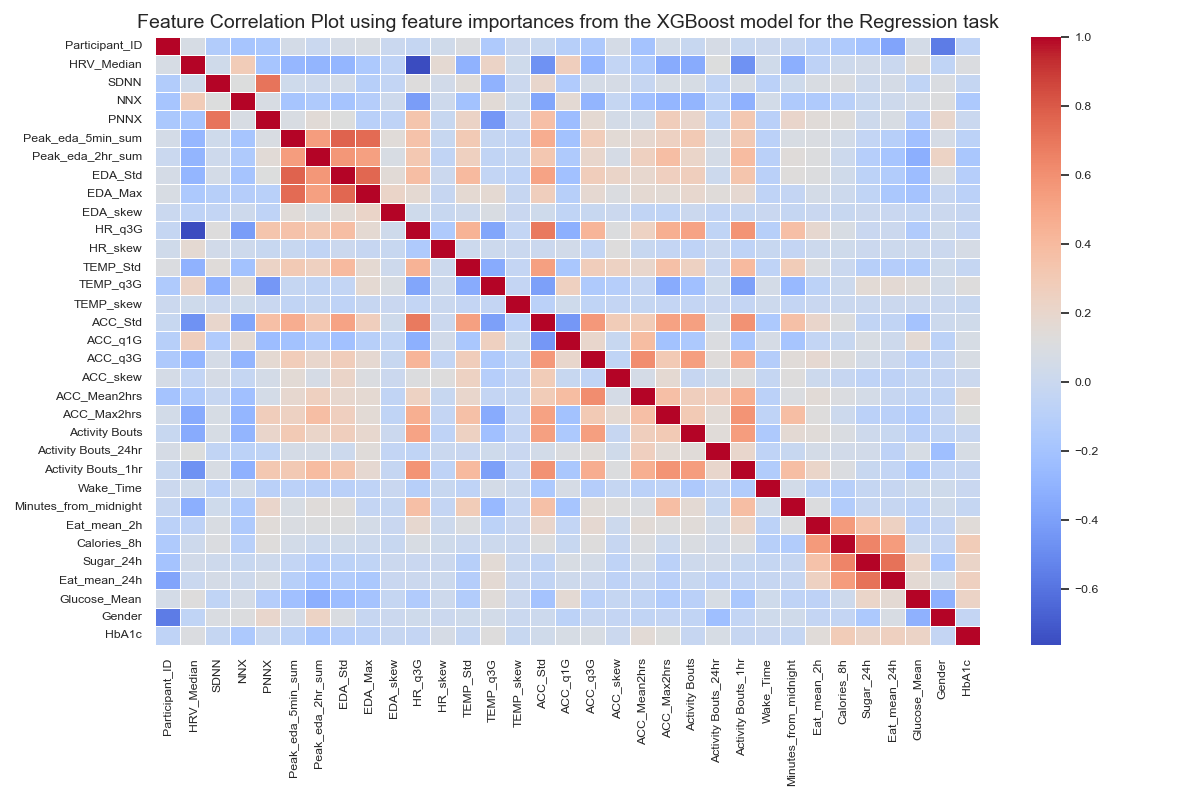 Feature Correlation Plot using feature importances from the XGBoost model for the Regression task
Participant_ID
HRV_Median
SDNN
NNX
PNNX
Peak_eda_5min_sum
Peak_eda_2hr_sum
EDA_Std
EDA_Max
EDA_skew
HR_q3G
HR_skew
TEMP_Std
TEMP_q3G
TEMP_skew
ACC_Std
ACC_q1G
ACC_q3G
ACC_skew
ACC_Mean2hrs
ACC_Max2hrs
Activity Bouts
Activity Bouts_24hr
Activity Bouts_1hr
Wake_Time
Minutes_from_midnight
Eat_mean_2h
Calories_8h
Sugar_24h
Eat_mean_24h
Glucose_Mean
Gender
HbA1c
Participant_ID
HRV_Median
SDNN
NNX
PNNX
Peak_eda_5min_sum
Peak_eda_2hr_sum
EDA_Std
EDA_Max
EDA_skew
HR_q3G
HR_skew
TEMP_Std
TEMP_q3G
TEMP_skew
ACC_Std
ACC_q1G
ACC_q3G
ACC_skew
ACC_Mean2hrs
ACC_Max2hrs
Activity Bouts
Activity Bouts_24hr
Activity Bouts_1hr
Wake_Time
Minutes_from_midnight
Eat_mean_2h
Calories_8h
Sugar_24h
Eat_mean_24h
Glucose_Mean
Gender
HbA1c
1.0
0.8
0.6
0.4
0.2
0.0
−0.2
−0.4
−0.6